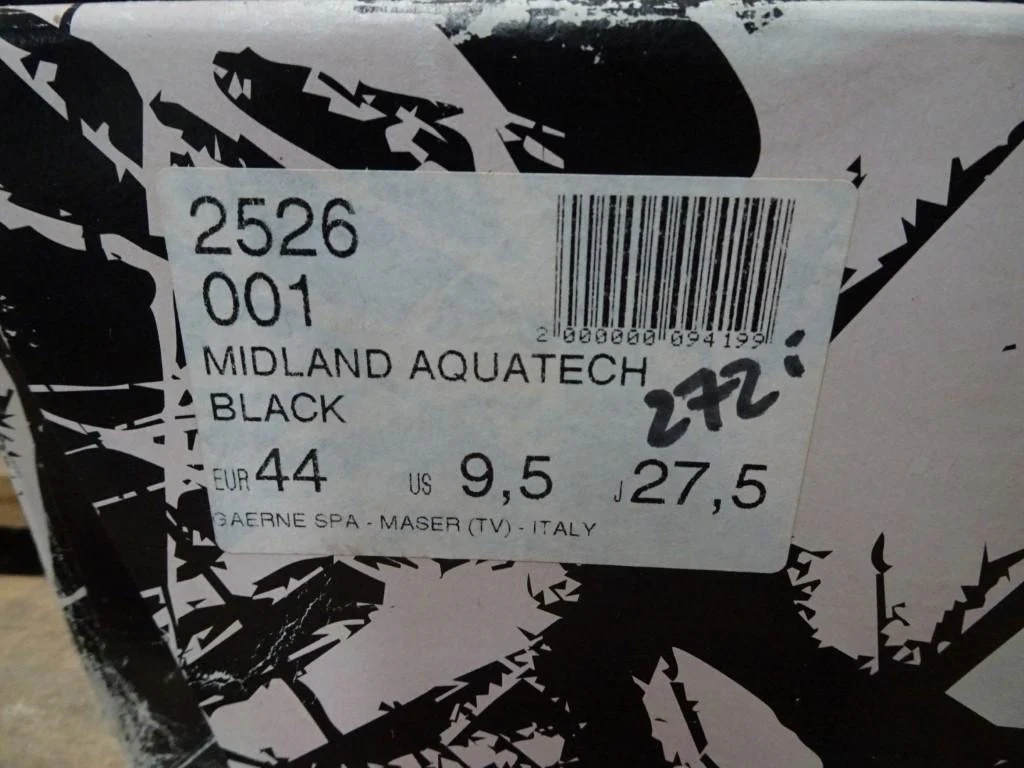 2526
001
2 000000 094199
MIDLAND AQUATECH
BLACK
272
EUR 44 US 9,5 J 27,5
GAERNE SPA - MASER (TV) - ITALY